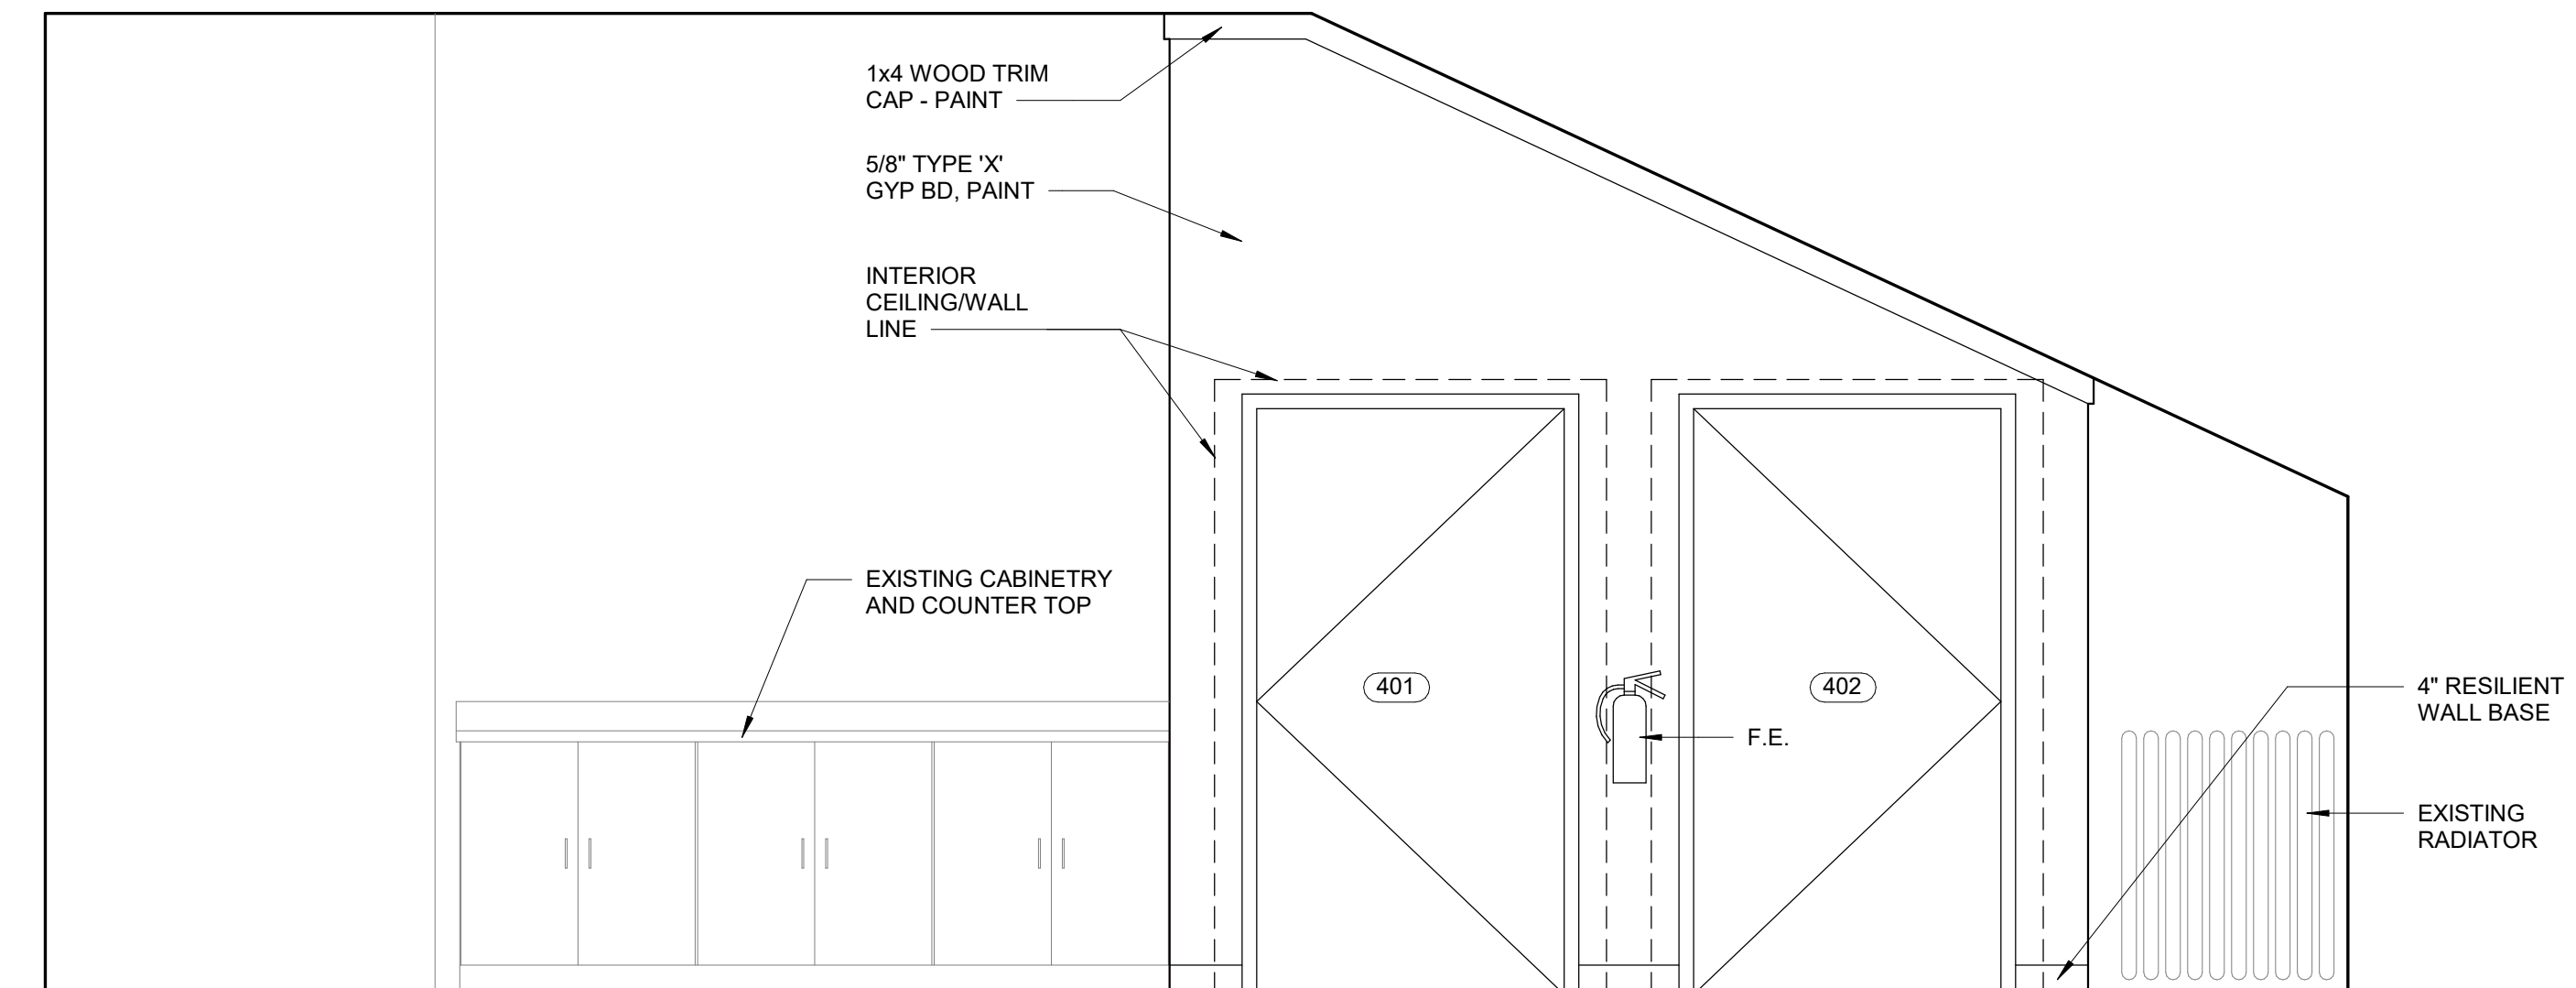 1x4 WOOD TRIM
CAP - PAINT
5/8" TYPE 'X'
GYP BD, PAINT
INTERIOR
CEILING/WALL
LINE
EXISTING CABINETRY
AND COUNTER TOP
401
402
F.E.
4" RESILIENT
WALL BASE
EXISTING
RADIATOR